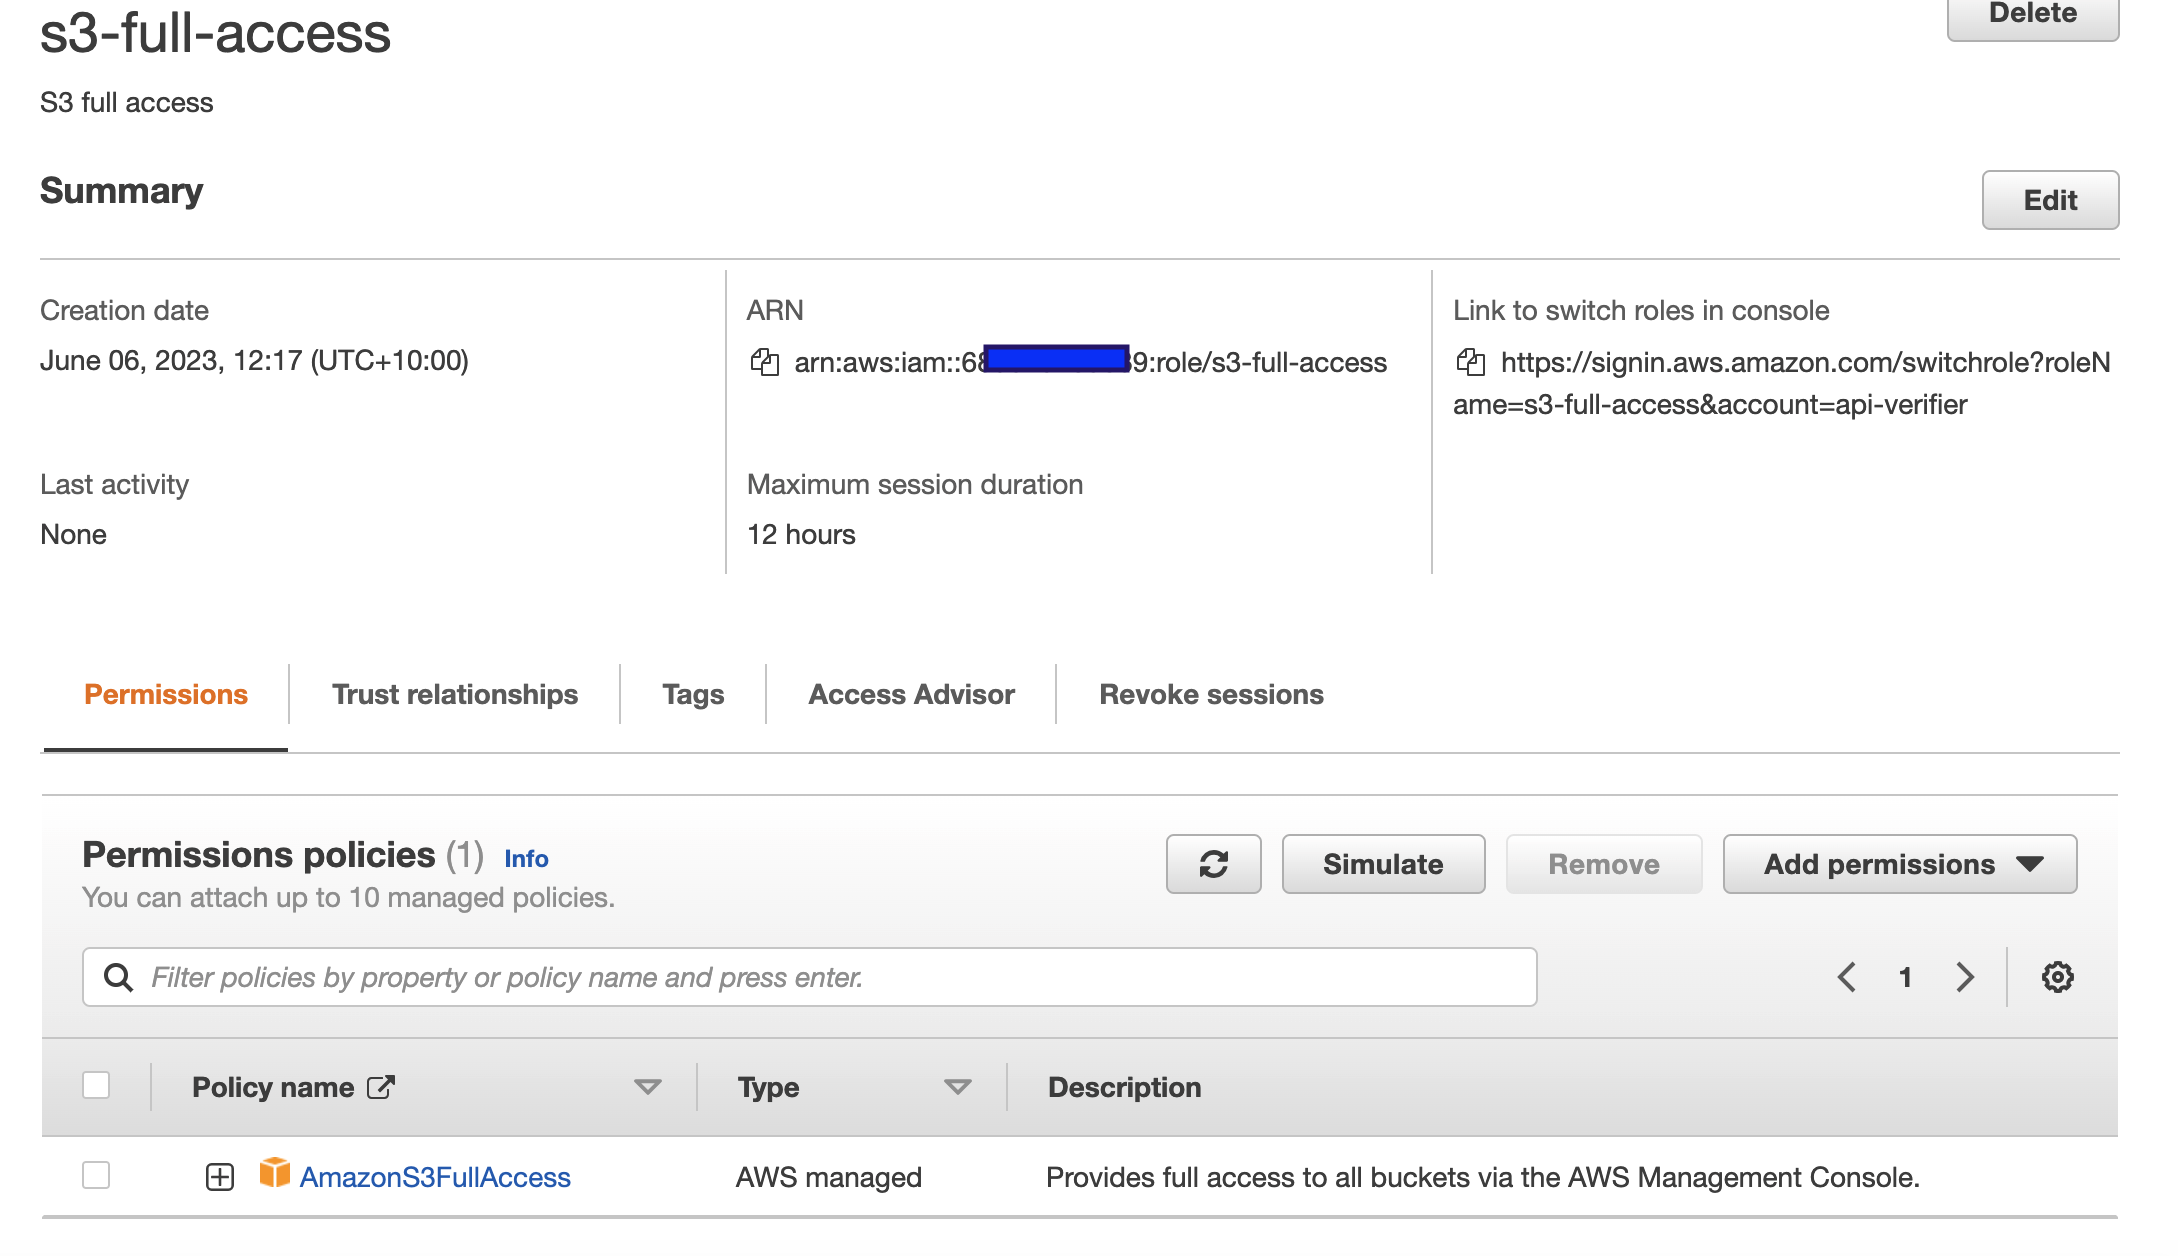 s3-full-access
Delete
S3 full access
Summary
Edit
Creation date
June 06, 2023, 12:17 (UTC+10:00)
ARN
arn:aws:iam::68 9:role/s3-full-access
Link to switch roles in console
https://signin.aws.amazon.com/switchrole?roleN
ame=s3-full-access&account=api-verifier
Last activity
None
Maximum session duration
12 hours
Permissions
Trust relationships
Tags
Access Advisor
Revoke sessions
Permissions policies (1) Info
You can attach up to 10 managed policies.
Simulate
Remove
Add permissions
Filter policies by property or policy name and press enter.
1
Policy name
Type
Description
AmazonS3FullAccess
AWS managed
Provides full access to all buckets via the AWS Management Console.